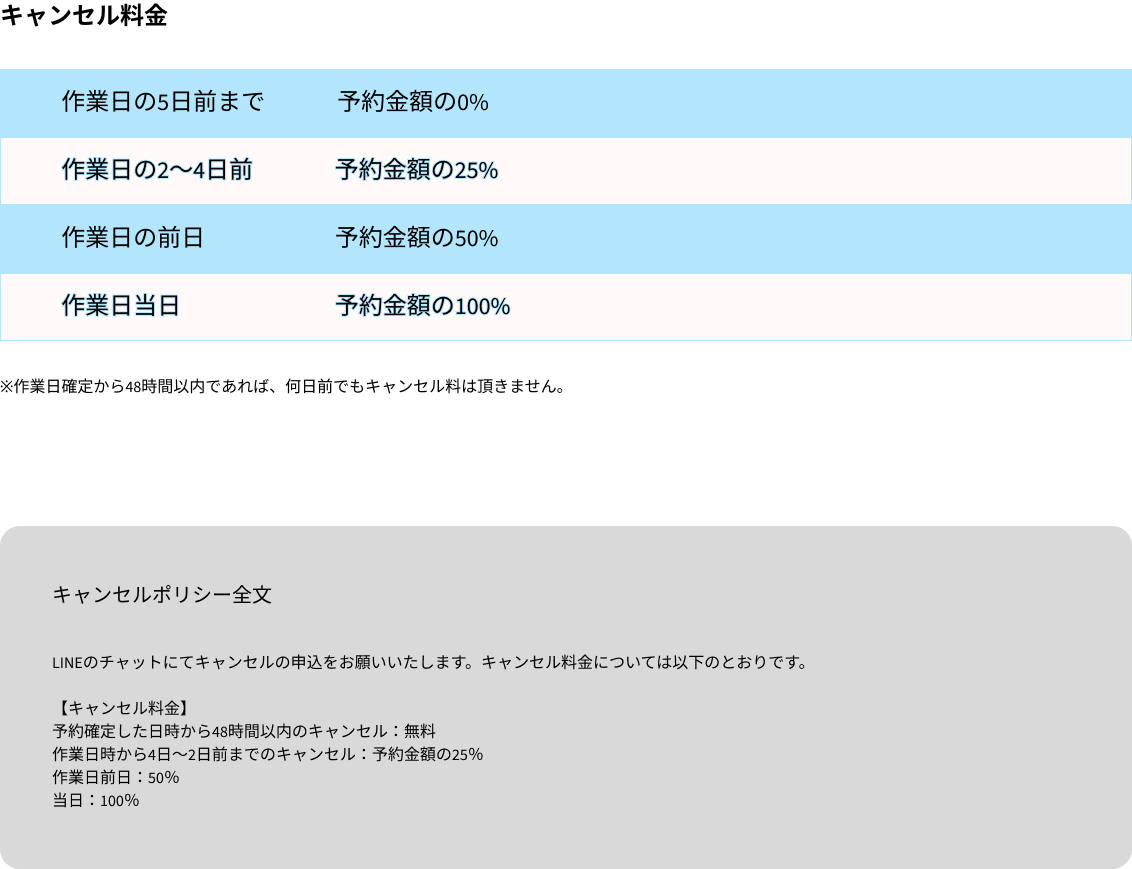 キャンセル料金
作業日の5日前まで 予約金額の0%
作業日の2〜4日前 予約金額の25%
作業日の前日 予約金額の50%
作業日当日 予約金額の100%
※作業日確定から48時間以内であれば、何日前でもキャンセル料は頂きません。
キャンセルポリシー全文
LINEのチャットにてキャンセルの申込をお願いいたします。キャンセル料金については以下のとおりです。
【キャンセル料金】
予約確定した日時から48時間以内のキャンセル：無料
作業日時から4日〜2日前までのキャンセル：予約金額の25％
作業日前日：50％
当日：100％